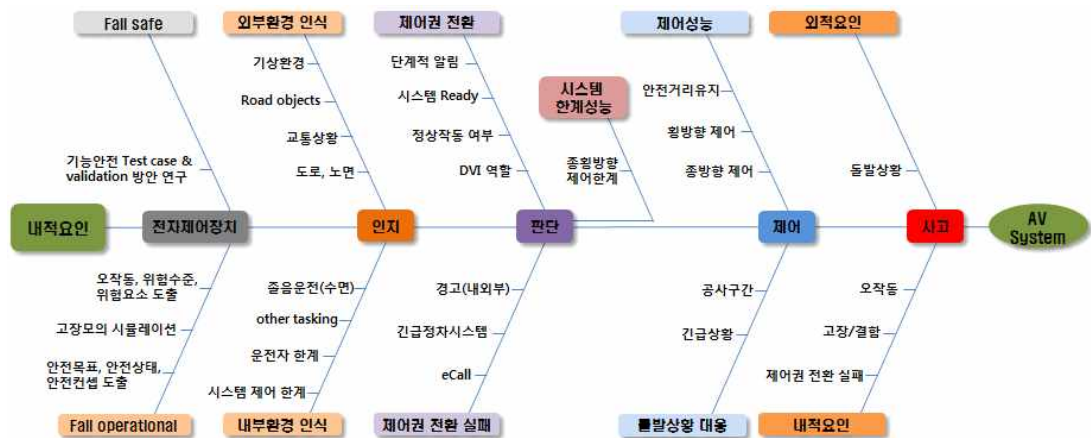 Fall safe
외부환경 인식
제어권 전환
제어성능
외적요인
기상환경
Road objects
교통상황
도로, 노면
단계적 알림
시스템 Ready
정상작동 여부
DVI 역할
시스템
한계성능
종횡방향
제어한계
안전거리유지
횡방향 제어
종방향 제어
돌발상황
기능안전 Test case &
validation 방안 연구
내적요인
전자제어장치
인지
판단
제어
사고
AV
System
오작동, 위험수준,
위험요소 도출
고장모의 시뮬레이션
안전목표, 안전상태,
안전컨셉 도출
졸음운전(수면)
other tasking
운전자 한계
시스템 제어 한계
경고(내외부)
긴급정차시스템
eCall
공사구간
긴급상황
오작동
고장/결함
제어권 전환 실패
Fall operational
내부환경 인식
제어권 전환 실패
돌발상황 대응
내적요인